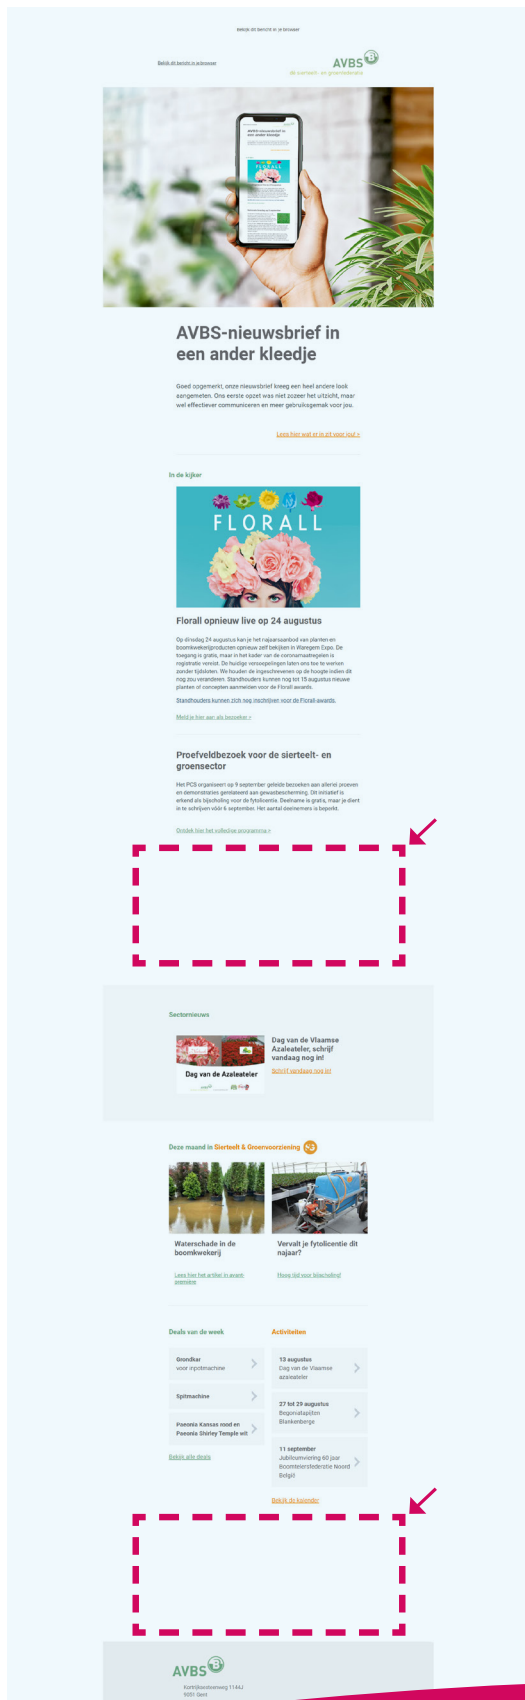 Bekijk dit bericht in je browser
Bekijk dit bericht in je browser
AVBS
de sierteelt- en groenfederatie
AVBS-nieuwsbrief in
een ander kleedje
FLORALL
AVBS-nieuwsbrief in
een ander kleedje
Goed opgemerkt, onze nieuwsbrief kreeg een heel andere look
aangemeten. Ons eerste opzet was niet zozeer het uitzicht, maar
wel effectiever communiceren en meer gebruiksgemak voor jou.
Lees hier wat er in zit voor jou! >
In de kijker
FLORALL
Florall opnieuw live op 24 augustus
Op dinsdag 24 augustus kan je het najaarsaanbod van planten en
boomkwekerijproducten opnieuw zelf bekijken in Waregem Expo. De
toegang is gratis, maar in het kader van de coronamaatregelen is
registratie vereist. De huidige versoepelingen laten ons toe te werken
zonder tijdsloten. We houden de ingeschrevenen op de hoogte indien dit
nog zou veranderen. Standhouders kunnen nog tot 15 augustus nieuwe
planten of concepten aanmelden voor de Florall awards.
Standhouders kunnen zich nog inschrijven voor de Florall-awards.
Meld je hier aan als bezoeker >
Proefveldbezoek voor de sierteelt- en
groensector
Het PCS organiseert op 9 september geleide bezoeken aan allerlei proeven
en demonstraties gerelateerd aan gewasbescherming. Dit initiatief is
erkend als bijscholing voor de fytolicentie. Deelname is gratis, maar je dient
in te schrijven vóór 6 september. Het aantal deelnemers is beperkt.
Ontdek hier het volledige programma >
Sectornieuws
Dag van de Azaleateler
Dag van de Vlaamse
Azaleateler, schrijf
vandaag nog in!
Schrijf vandaag nog in!
Deze maand in Sierteelt & Groenvoorziening
Waterschade in de
boomkwekerij
Lees hier het artikel in avant-
première
Vervalt je fytolicentie dit
najaar?
Hoog tijd voor bijscholing!
Deals van de week
Grondkar
voor inpotmachine
Spitmachine
Paeonia Kansas rood en
Paeonia Shirley Temple wit
Bekijk alle deals
Activiteiten
13 augustus
Dag van de Vlaamse
azaleateler
27 tot 29 augustus
Begoniatapijten
Blankenberge
11 september
Jubileumviering 60 jaar
Boomtelersfederatie Noord
België
Bekijk de kalender
AVBS
Kortrijksesteenweg 1144J
9051 Gent